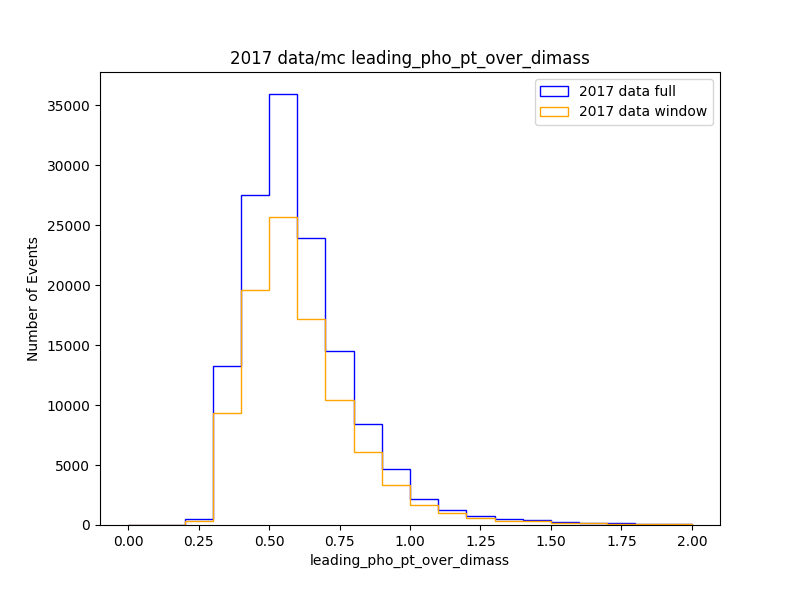 2017 data/mc leading_pho_pt_over_dimass
2017 data full
2017 data window
35000
30000
25000
20000
15000
10000
5000
0
Number of Events
0.00 0.25 0.50 0.75 1.00 1.25 1.50 1.75 2.00
leading_pho_pt_over_dimass